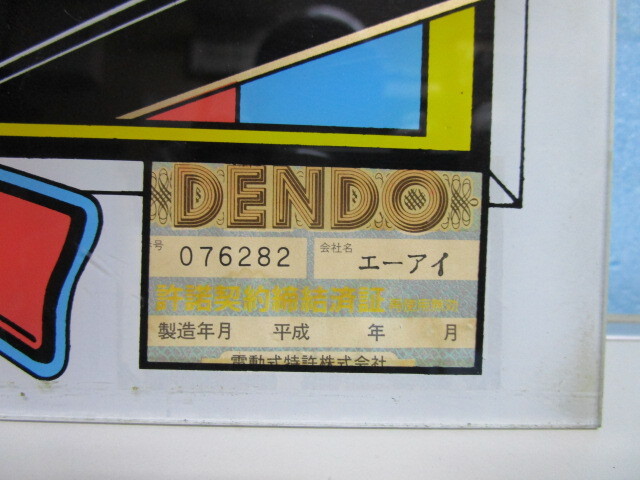 DENDO
号 076282 会社名 エーアイ
許諾契約締結済証
製造年月 平成 年 月
電動式特許株式会社